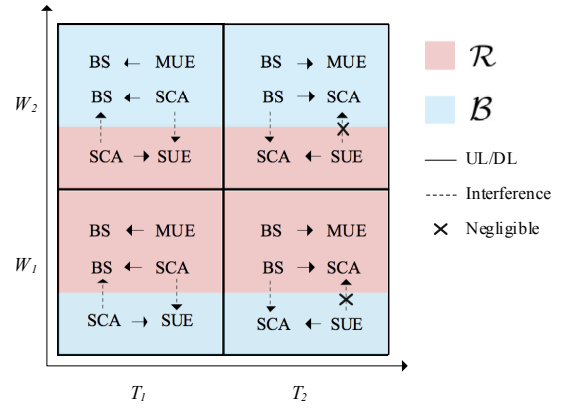 BS MUE BS MUE
BS SCA BS SCA
W2
SCA SUE SCA SUE
BS MUE BS MUE
W1
BS SCA BS SCA
SCA SUE SCA SUE
T1 T2
R
B
UL/DL
Interference
Negligible